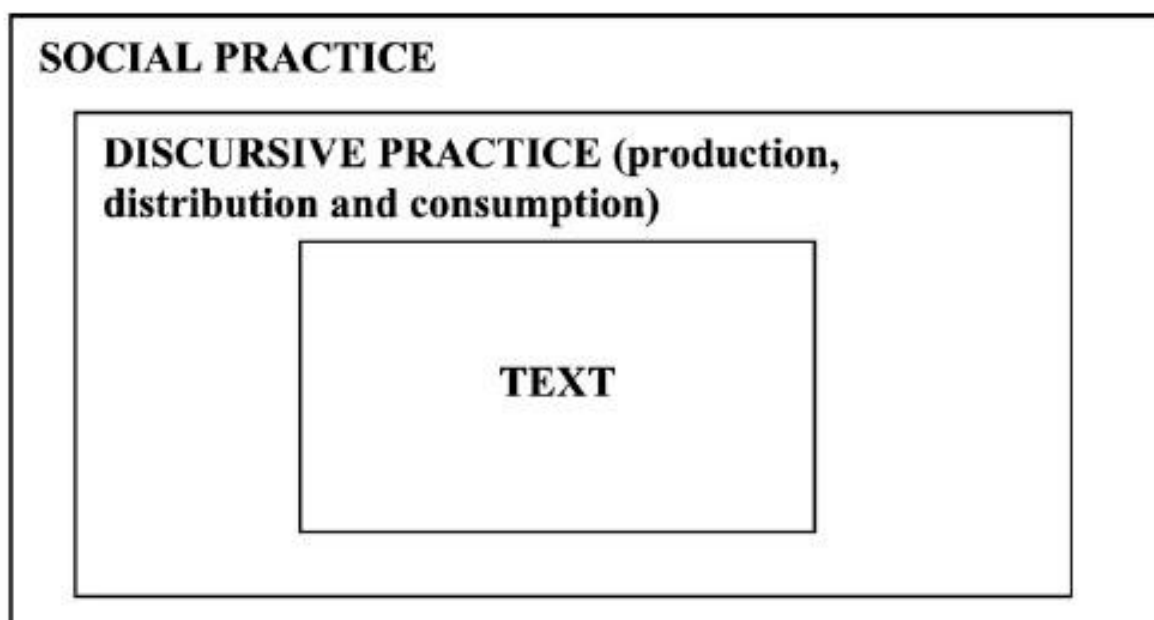 SOCIAL PRACTICE
DISCURSIVE PRACTICE (production,
distribution and consumption)
TEXT